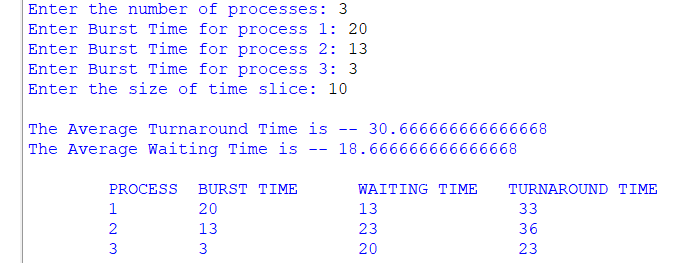 Enter the number of processes: 3
Enter Burst Time for process 1: 20
Enter Burst Time for process 2: 13
Enter Burst Time for process 3: 3
Enter the size of time slice: 10
The Average Turnaround Time is -- 30.666666666666668
The Average Waiting Time is -- 18.666666666666668
PROCESS BURST TIME WAITING TIME TURNAROUND TIME
1 20 13 33
2 13 23 36
3 3 20 23